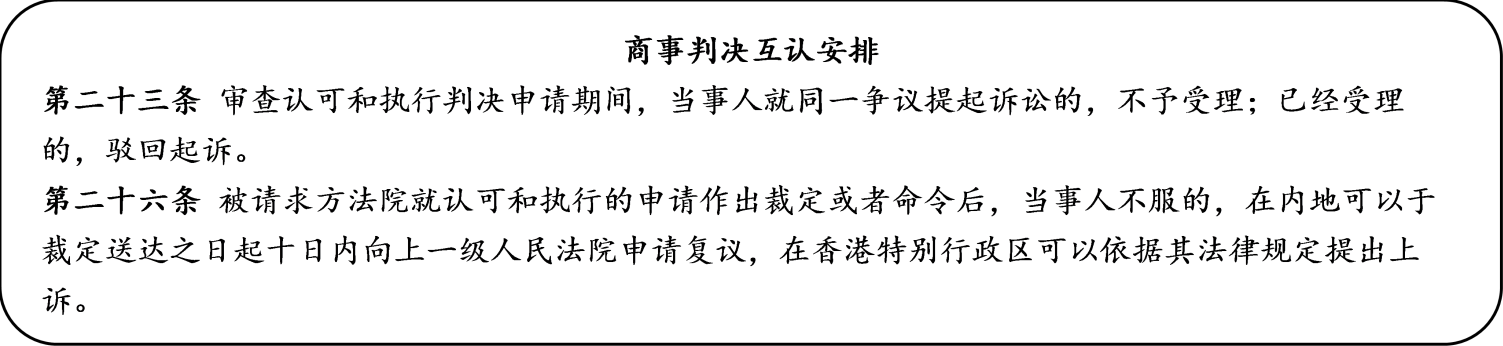 商事判决互认安排
第二十三条 审查认可和执行判决申请期间，当事人就同一争议提起诉讼的，不予受理；已经受理
的，驳回起诉。
第二十六条 被请求方法院就认可和执行的申请作出裁定或者命令后，当事人不服的，在内地可以于
裁定送达之日起十日内向上一级人民法院申请复议，在香港特别行政区可以依据其法律规定提出上
诉。